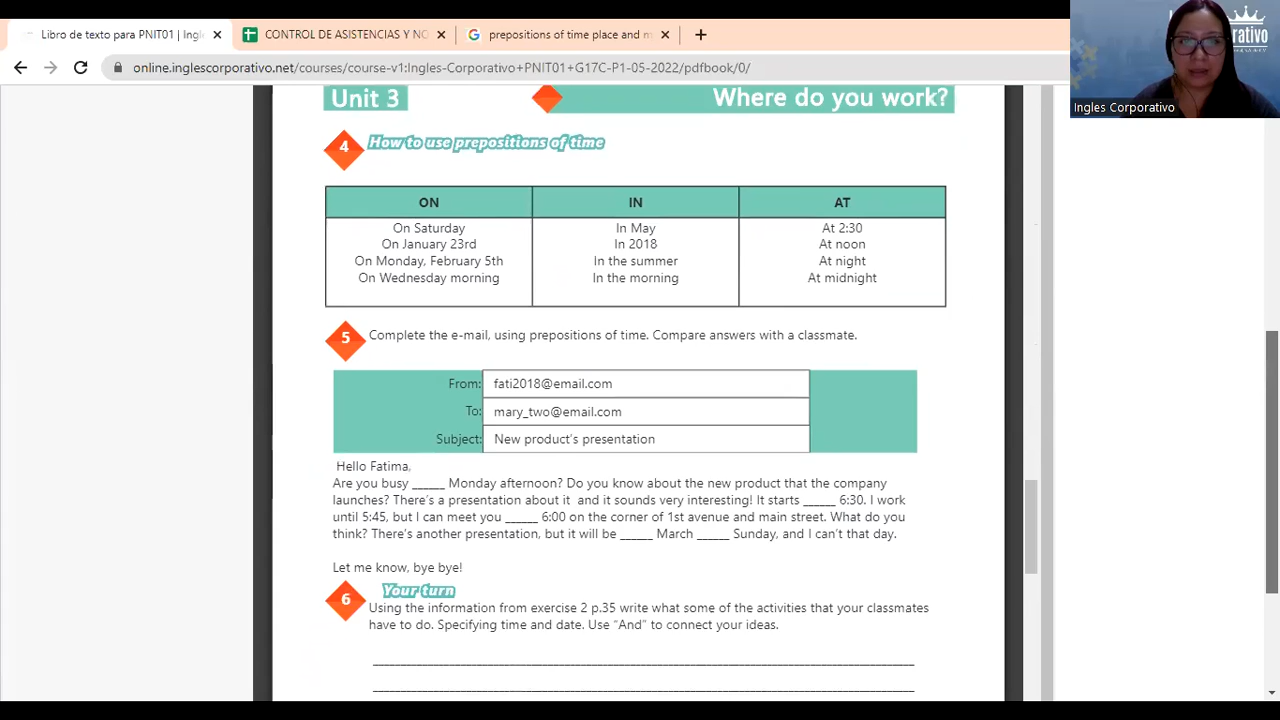 Libro de texto para PNIT01 | Ingl
CONTROL DE ASISTENCIAS Y NO
prepositions of time place and m
online.inglescorporativo.net/courses/course-v1:Ingles-Corporativo+PNIT01+G17C-P1-05-2022/pdfbook/0/
Ingles Corporativo
Unit 3
Where do you work?
4 How to use prepositions of time
ON IN AT
On Saturday In May At 2:30
On January 23rd In 2018 At noon
On Monday, February 5th In the summer At night
On Wednesday morning In the morning At midnight
5 Complete the e-mail, using prepositions of time. Compare answers with a classmate.
From: fati2018@email.com
To: mary_two@email.com
Subject: New product's presentation
Hello Fatima,
Are you busy ______ Monday afternoon? Do you know about the new product that the company
launches? There's a presentation about it and it sounds very interesting! It starts ______ 6:30. I work
until 5:45, but I can meet you ______ 6:00 on the corner of 1st avenue and main street. What do you
think? There's another presentation, but it will be ______ March ______ Sunday, and I can't that day.
Let me know, bye bye!
6 Your turn
Using the information from exercise 2 p.35 write what some of the activities that your classmates
have to do. Specifying time and date. Use “And” to connect your ideas.